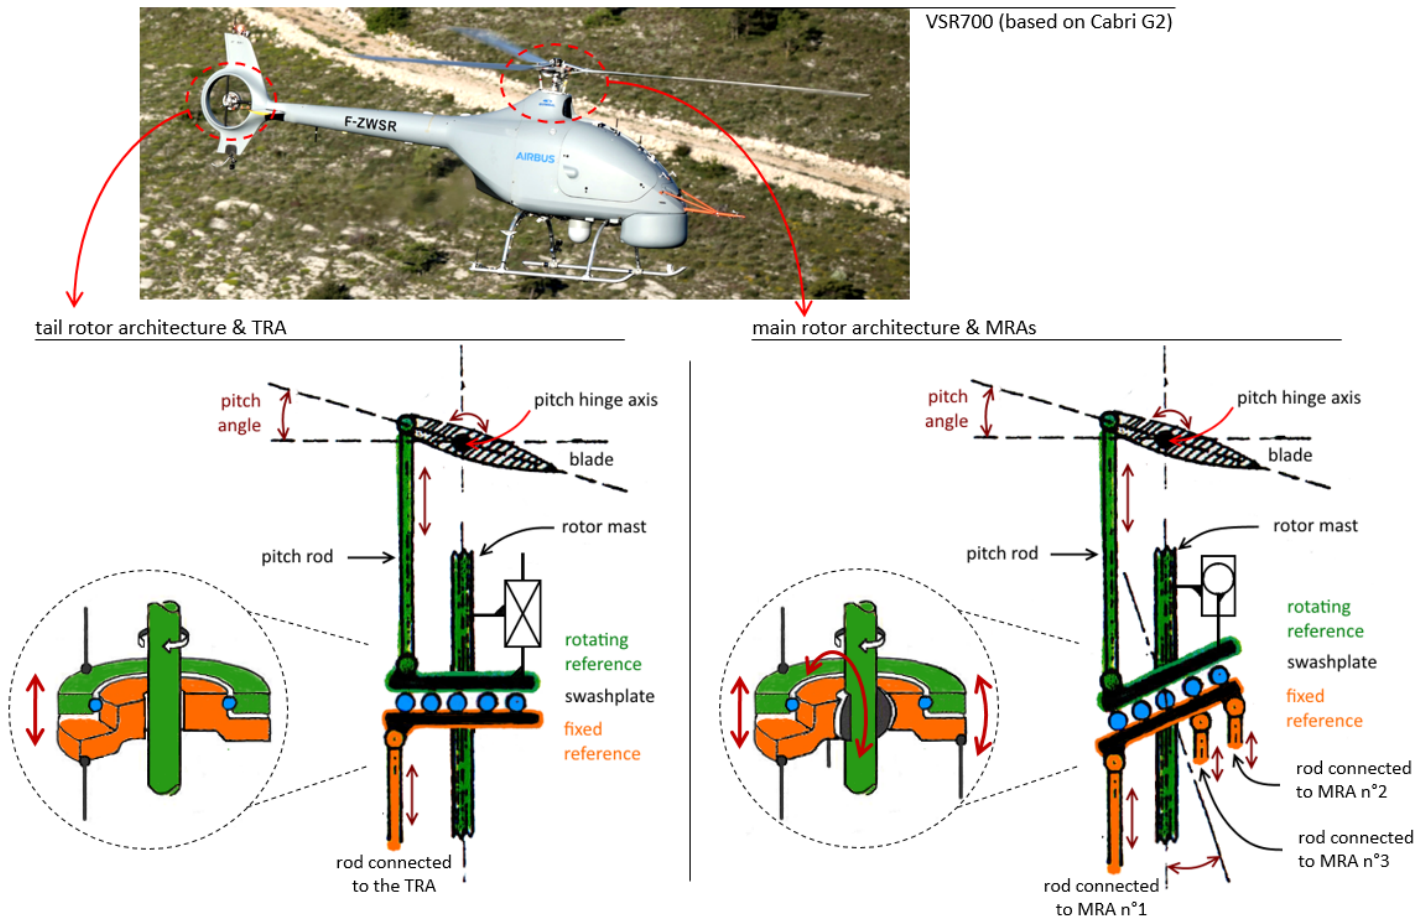 VSR700 (based on Cabri G2)
F-ZWSR
AIRBUS
tail rotor architecture & TRA
pitch
angle
pitch hinge axis
blade
rotor mast
pitch rod
rotating
reference
swashplate
fixed
reference
rod connected
to the TRA
main rotor architecture & MRAs
pitch
angle
pitch hinge axis
blade
rotor mast
pitch rod
rotating
reference
swashplate
fixed
reference
rod connected
to MRA n°2
rod connected
to MRA n°3
rod connected
to MRA n°1